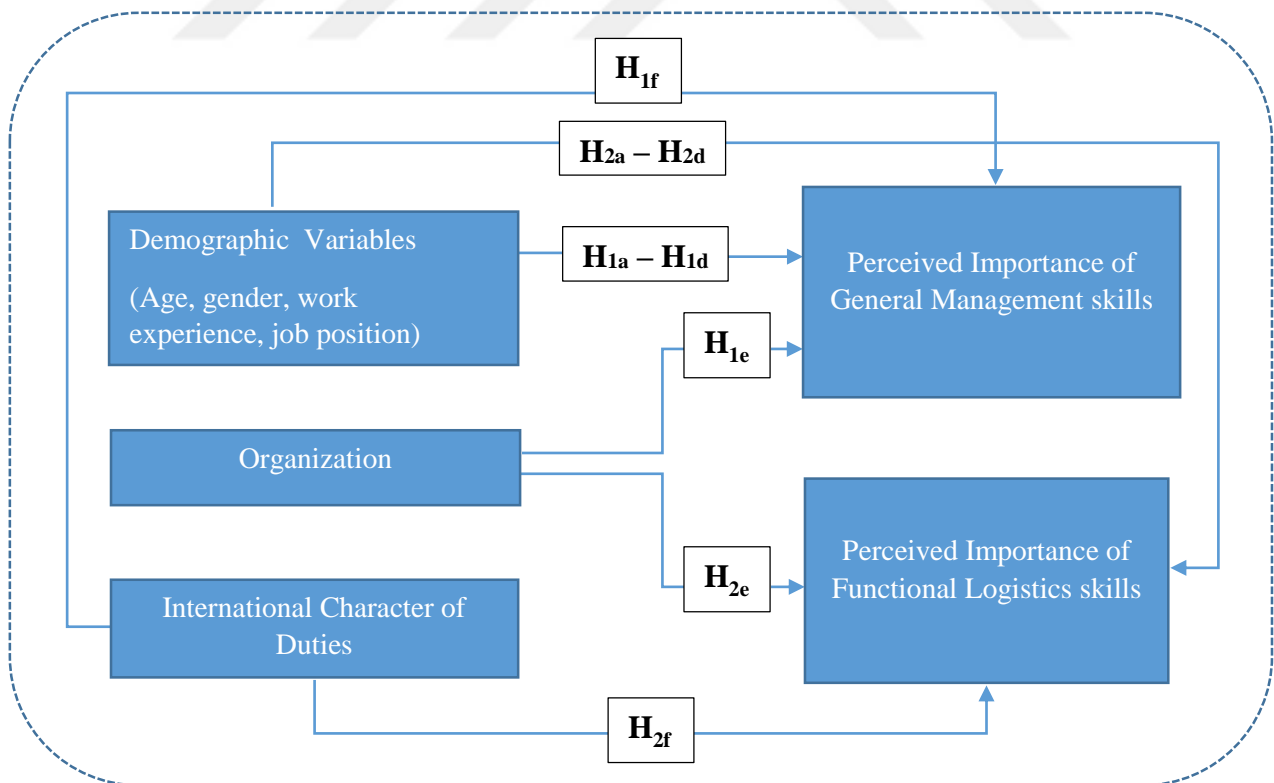 H1f
H2a – H2d
Demographic Variables
(Age, gender, work
experience, job position)
H1a – H1d
Perceived Importance of
General Management skills
H1e
Organization
Perceived Importance of
Functional Logistics skills
H2e
International Character of
Duties
H2f